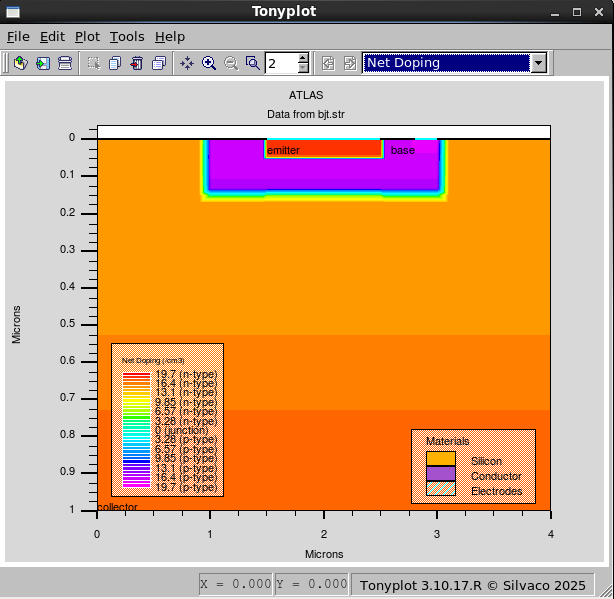 Tonyplot
File Edit Plot Tools Help
2 Net Doping
ATLAS
Data from bjt.str
0
0.1
0.2
0.3
0.4
0.5
0.6
0.7
0.8
0.9
1
Microns
emitter
base
collector
Net Doping (/cm3)
19.7 (n-type)
16.4 (n-type)
13.1 (n-type)
9.85 (n-type)
6.57 (n-type)
3.28 (n-type)
0 (junction)
3.28 (p-type)
6.57 (p-type)
9.85 (p-type)
13.1 (p-type)
16.4 (p-type)
19.7 (p-type)
Materials
Silicon
Conductor
Electrodes
0 1 2 3 4
Microns
X = 0.000 Y = 0.000 Tonyplot 3.10.17.R © Silvaco 2025